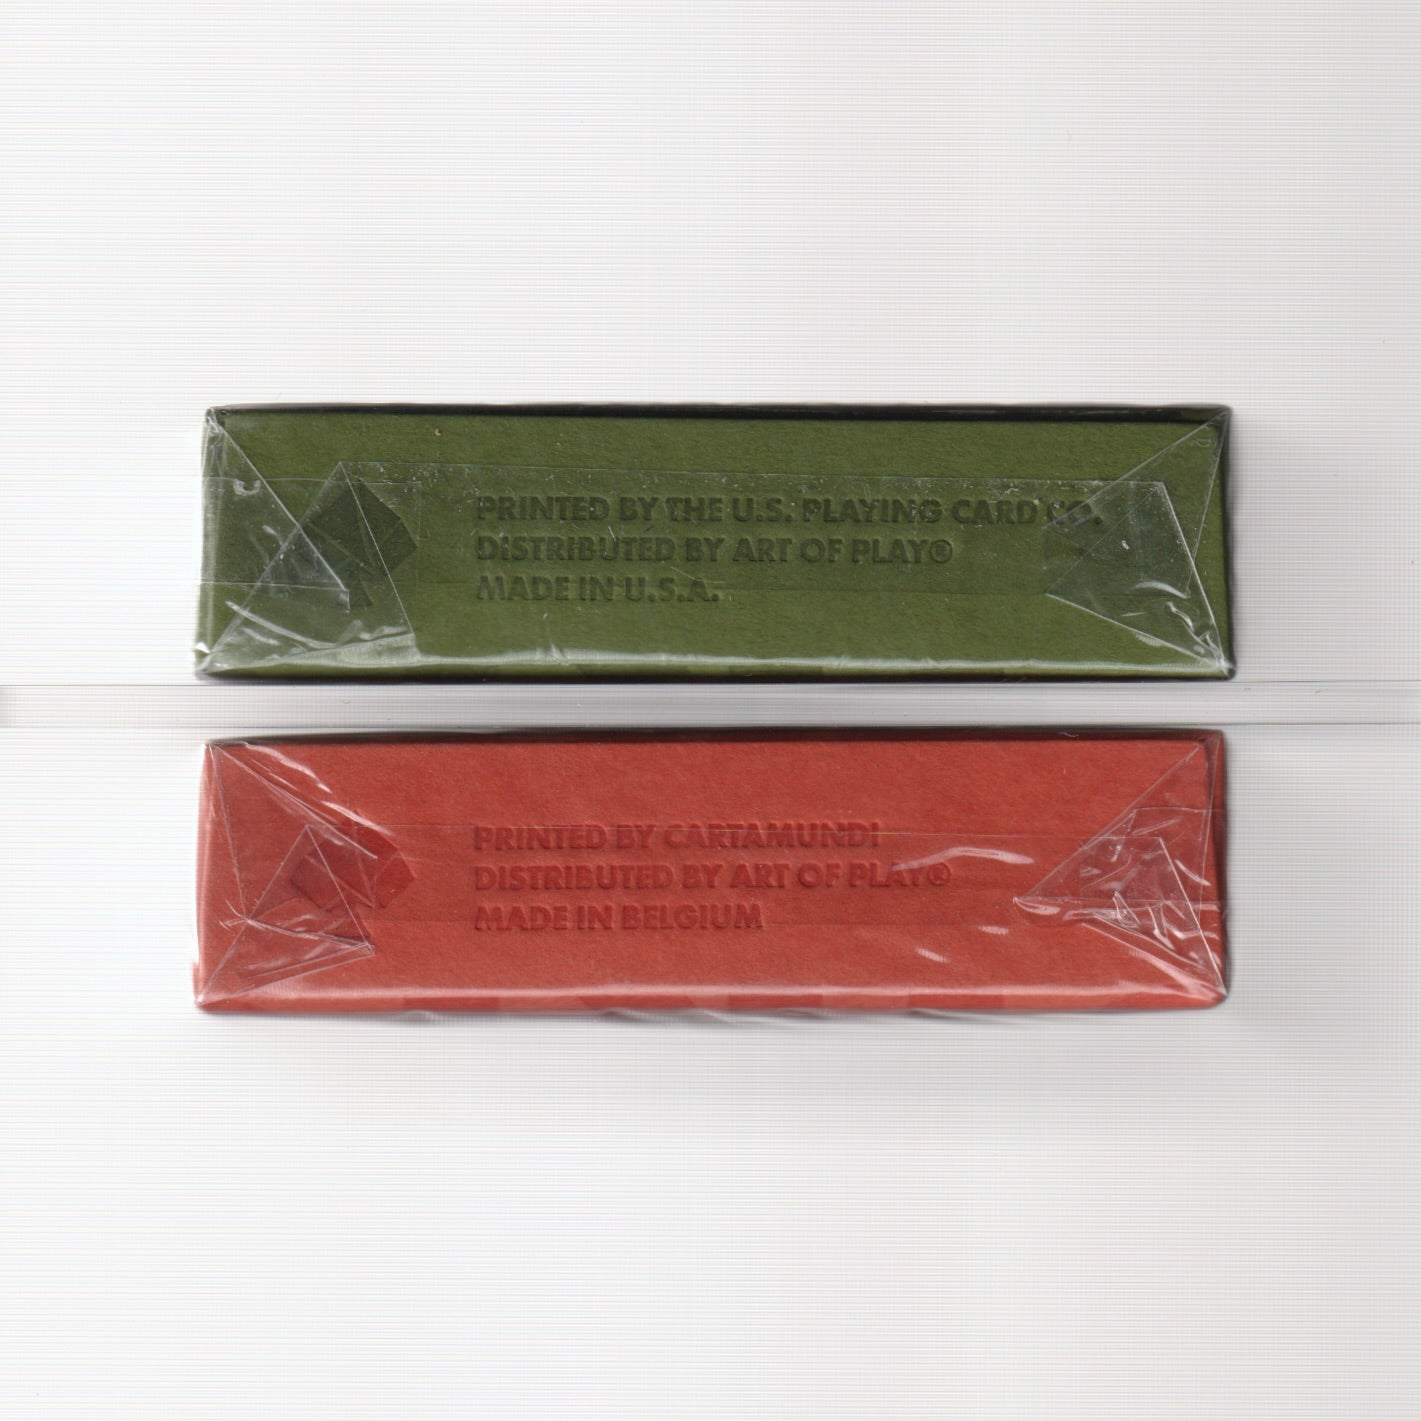 PRINTED BY THE U.S. PLAYING CARD CO.
DISTRIBUTED BY ART OF PLAY®
MADE IN U.S.A.
PRINTED BY CARTAMUNDI
DISTRIBUTED BY ART OF PLAY®
MADE IN BELGIUM